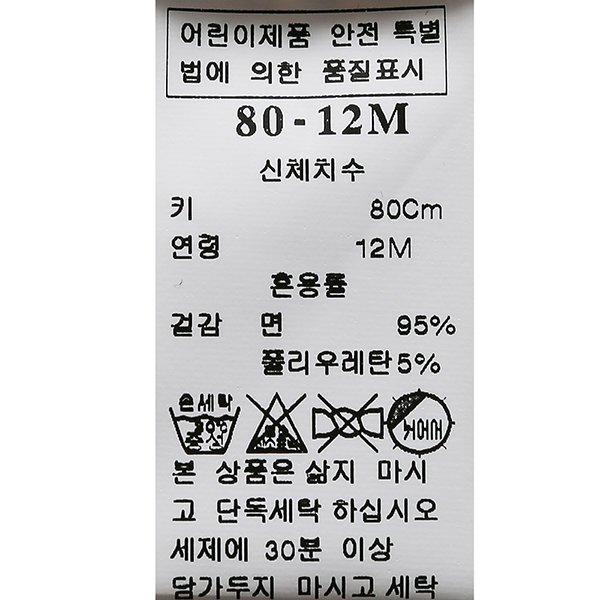 어린이제품 안전 특별
법에 의한 품질표시
80-12M
신체치수
키 80Cm
연령 12M
혼용률
겉감 면 95%
폴리우레탄 5%
손세탁
30℃
중성
본 상품은 삶지 마시
고 단독세탁 하십시오
세제에 30분 이상
담가두지 마시고 세탁